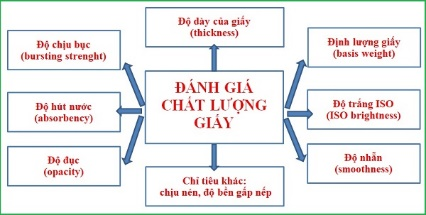 Độ dày của giấy
(thickness)
Độ chịu bục
(bursting strenght)
Định lượng giấy
(basis weight)
ĐÁNH GIÁ
CHẤT LƯỢNG
GIẤY
Độ hút nước
(absorbency)
Độ trắng ISO
(ISO brightness)
Độ đục
(opacity)
Độ nhẵn
(smoothness)
Chỉ tiêu khác:
chịu nén, độ bền gấp nếp